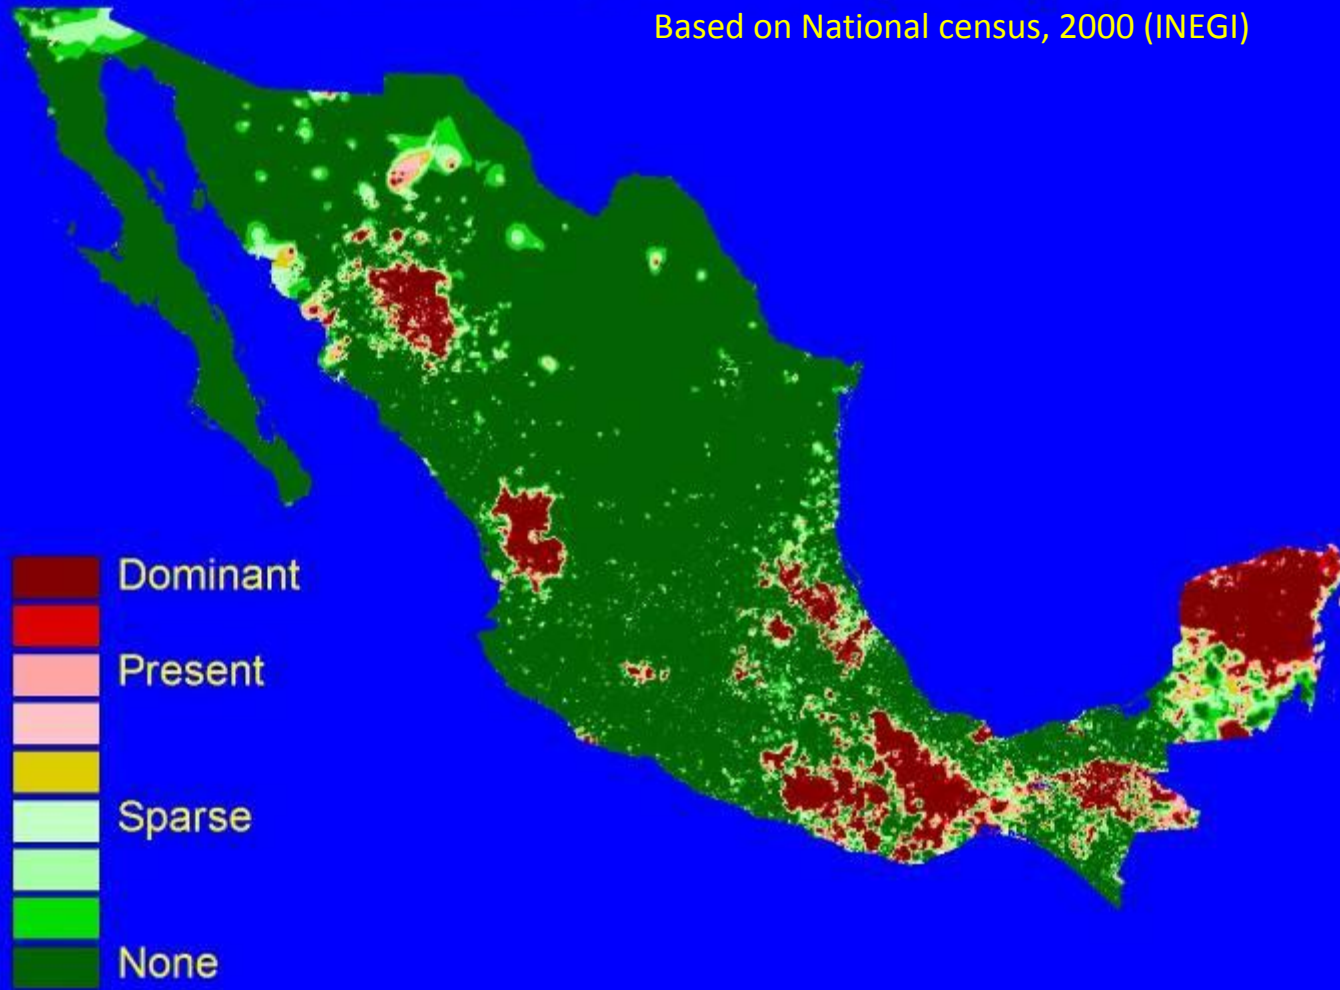 Based on National census, 2000 (INEGI)
Dominant
Present
Sparse
None